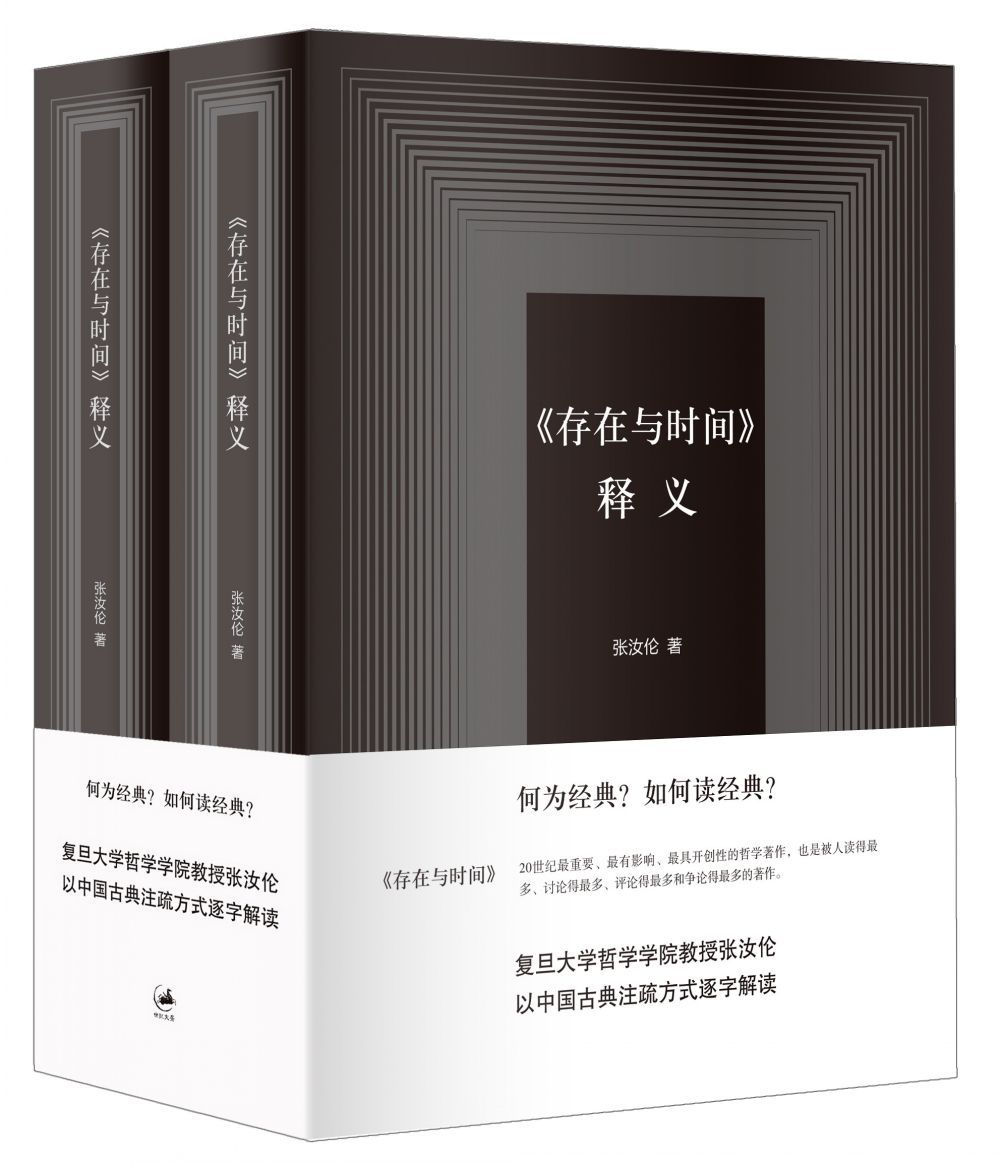 《存在与时间》释义
张汝伦 著
《存在与时间》释义
张汝伦 著
《存在与时间》
释义
张汝伦 著
何为经典？如何读经典？
复旦大学哲学学院教授张汝伦
以中国古典注疏方式逐字解读
世纪文景
何为经典？如何读经典？
《存在与时间》
20世纪最重要、最有影响、最具开创性的哲学著作，也是被人读得最
多、讨论得最多、评论得最多和争论得最多的著作。
复旦大学哲学学院教授张汝伦
以中国古典注疏方式逐字解读